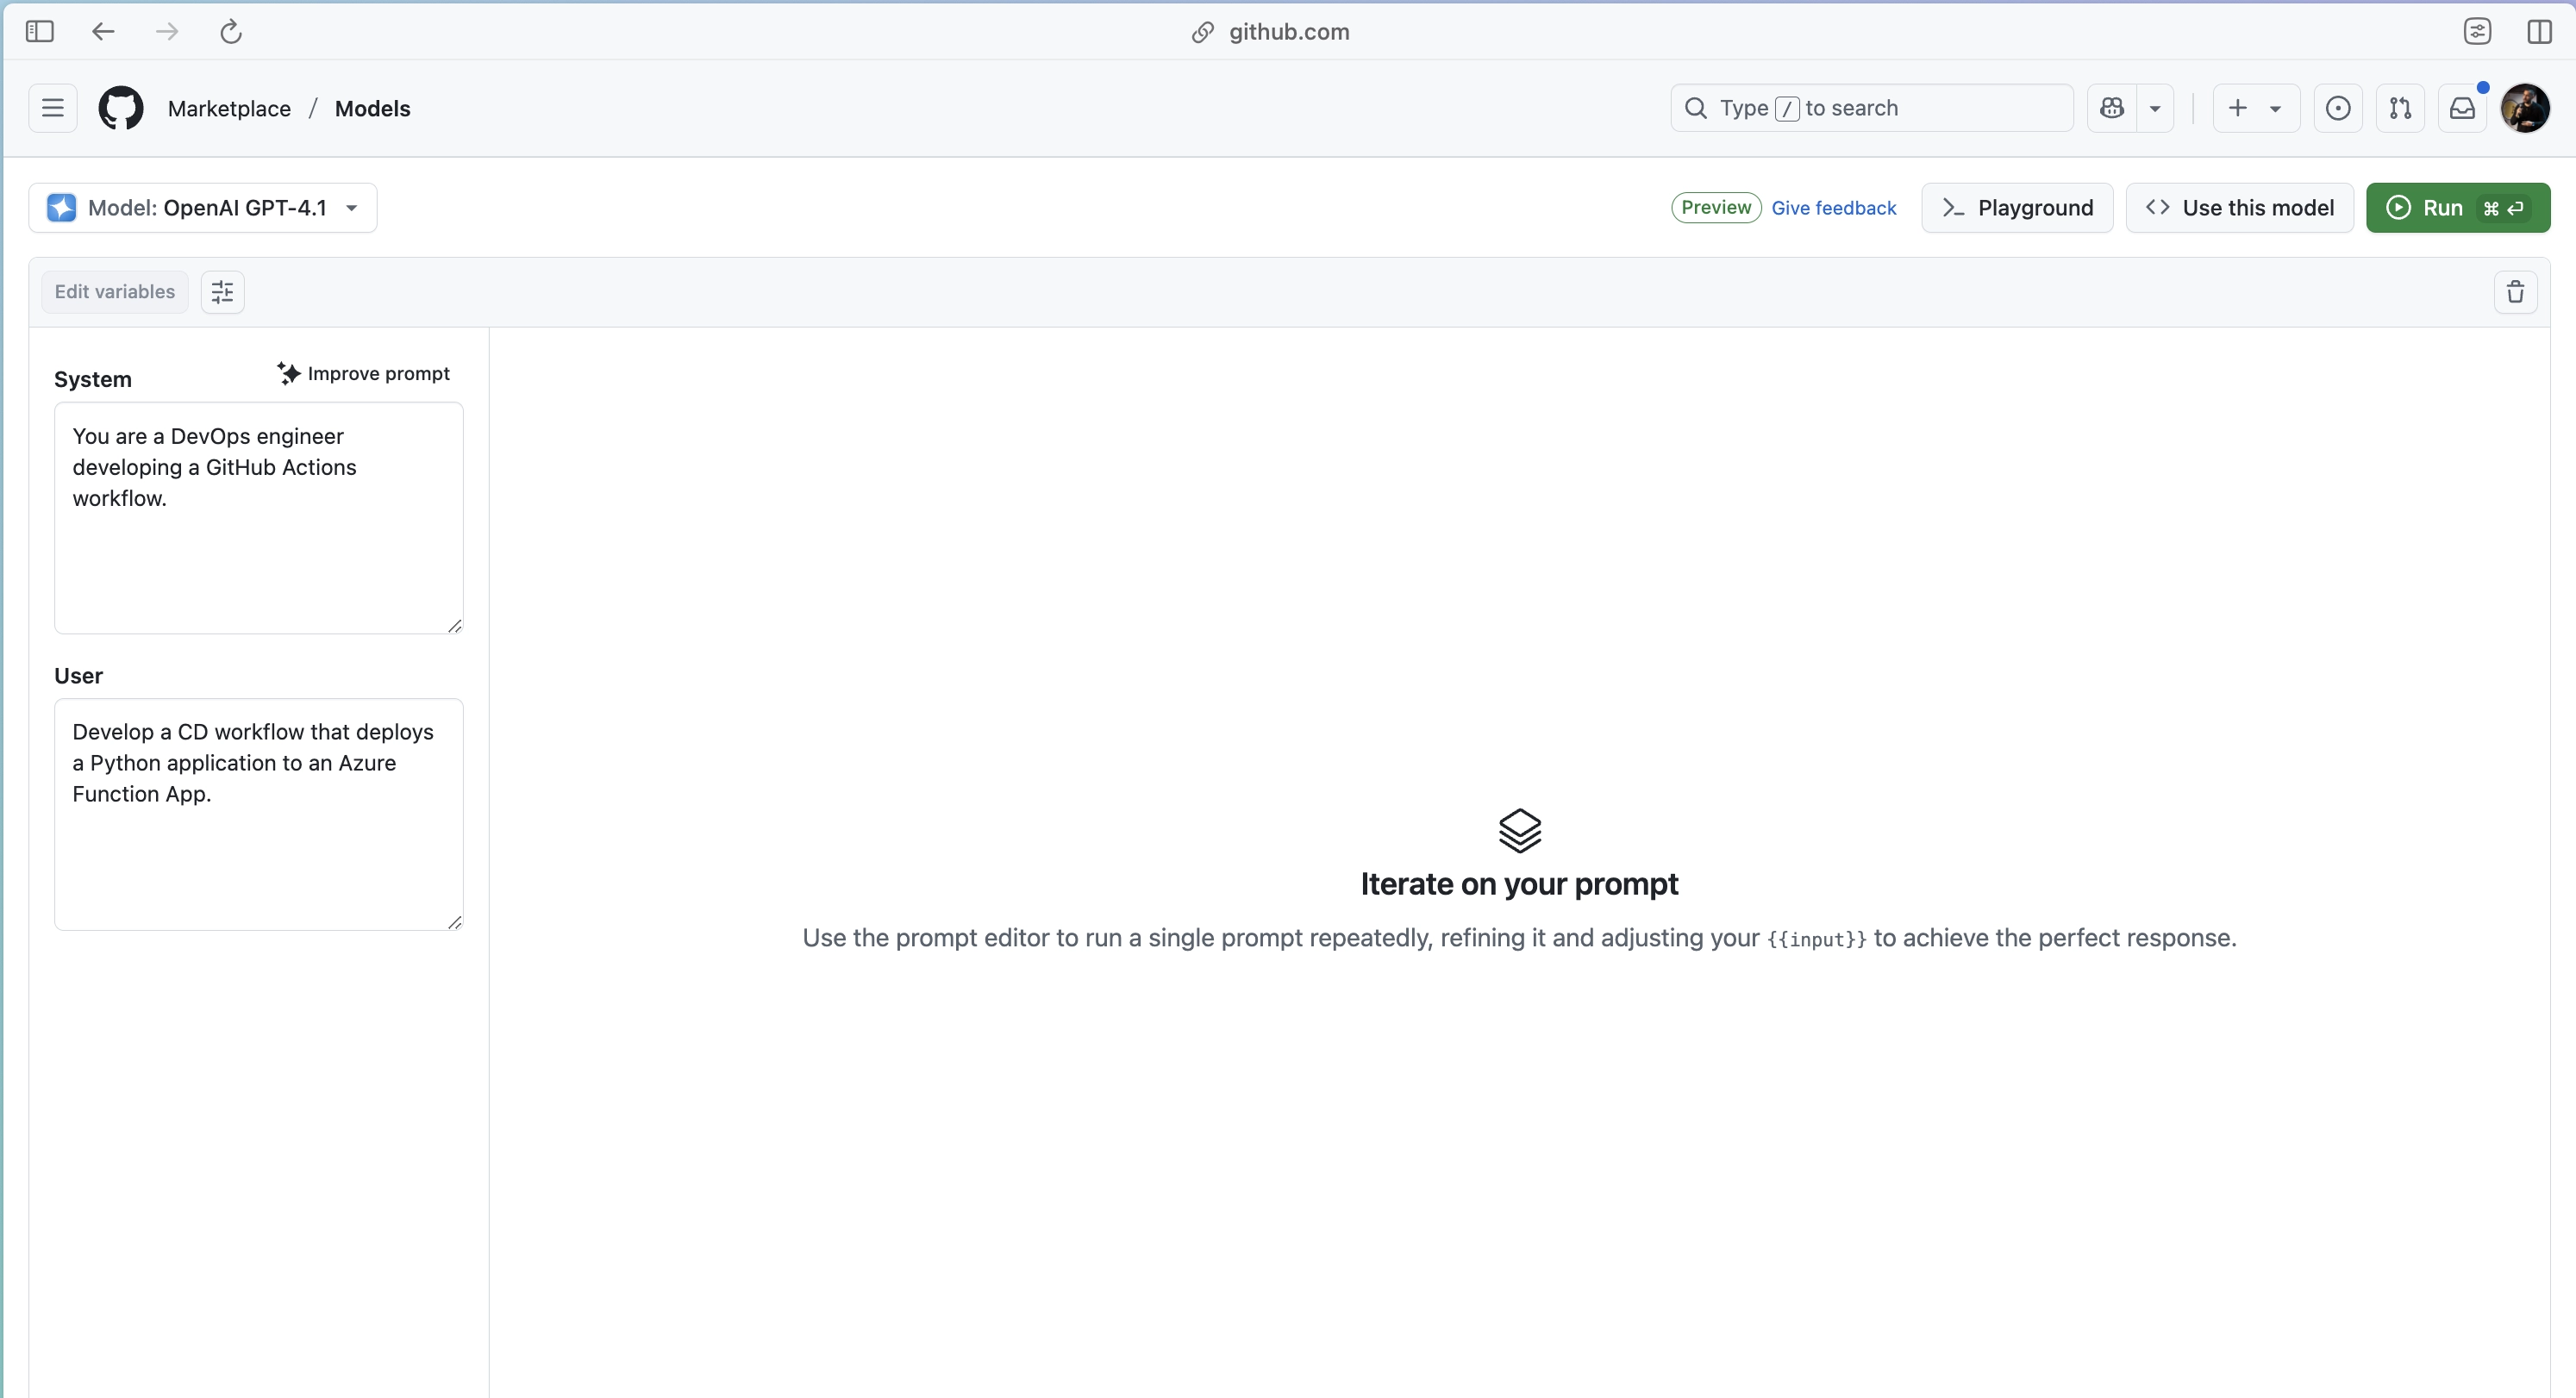 github.com
Marketplace / Models
Type / to search
Model: OpenAI GPT-4.1
Preview Give feedback
Playground
Use this model
Run ⌘ ⏎
Edit variables
System
Improve prompt
You are a DevOps engineer
developing a GitHub Actions
workflow.
User
Develop a CD workflow that deploys
a Python application to an Azure
Function App.
Iterate on your prompt
Use the prompt editor to run a single prompt repeatedly, refining it and adjusting your {{input}} to achieve the perfect response.